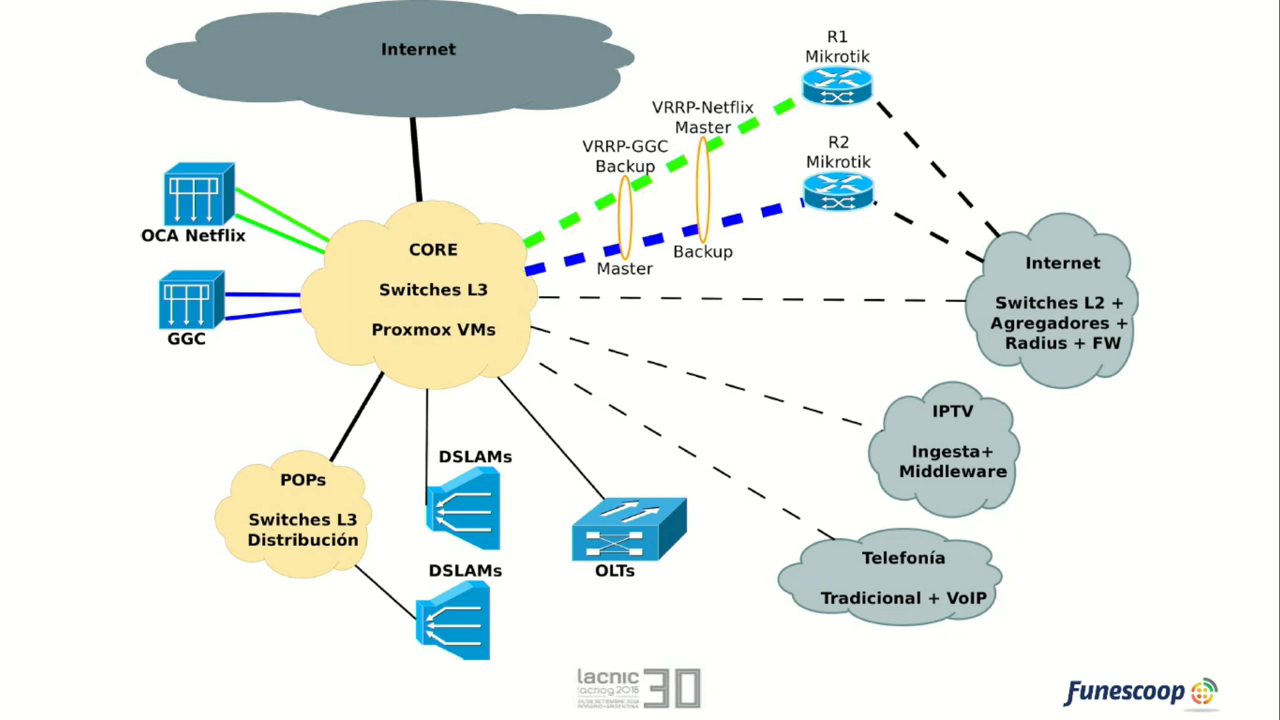 Internet
R1
Mikrotik
VRRP-Netflix
Master
VRRP-GGC
Backup
R2
Mikrotik
OCA Netflix
CORE
Switches L3
Proxmox VMs
Backup
Master
GGC
Internet
Switches L2 +
Agregadores +
Radius + FW
IPTV
Ingesta+
Middleware
POPs
Switches L3
Distribución
DSLAMs
DSLAMs
OLTs
Telefonía
Tradicional + VoIP
lacnic 30
lacnog 2018
Funescoop